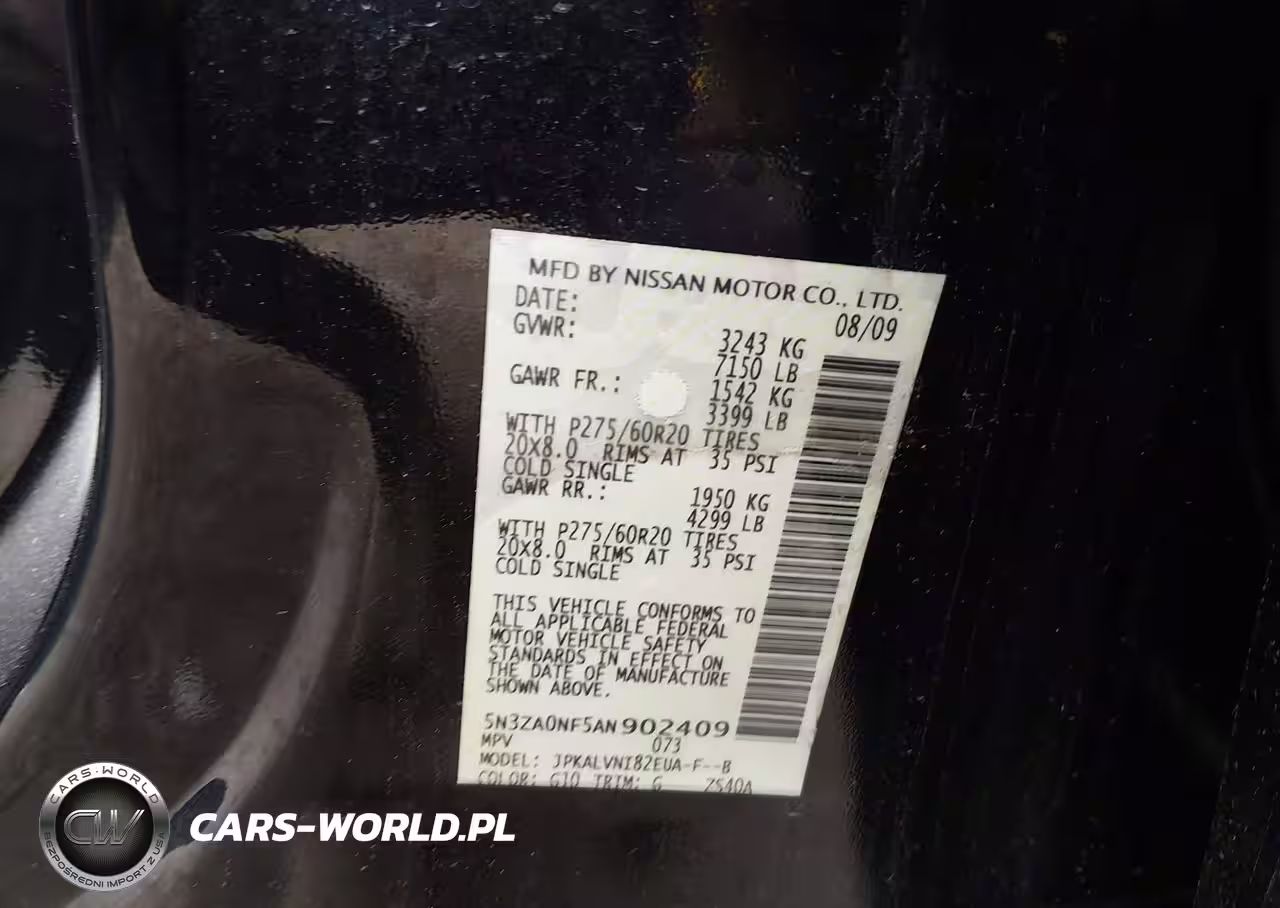 MFD BY NISSAN MOTOR CO., LTD.
DATE: 08/09
GVWR: 3243 KG
7150 LB
GAWR FR.: 1542 KG
3399 LB
WITH P275/60R20 TIRES
20X8.0 RIMS AT 35 PSI
COLD SINGLE
GAWR RR.: 1950 KG
4299 LB
WITH P275/60R20 TIRES
20X8.0 RIMS AT 35 PSI
COLD SINGLE
THIS VEHICLE CONFORMS TO
ALL APPLICABLE FEDERAL
MOTOR VEHICLE SAFETY
STANDARDS IN EFFECT ON
THE DATE OF MANUFACTURE
SHOWN ABOVE.
5N3ZA0NF5AN902409
MPV 073
MODEL: JPKALVNI82EUA-F--B
COLOR: G10 TRIM: G ZS40A
CARS-WORLD
CW
BEZPOŚREDNI IMPORT Z USA
CARS-WORLD.PL